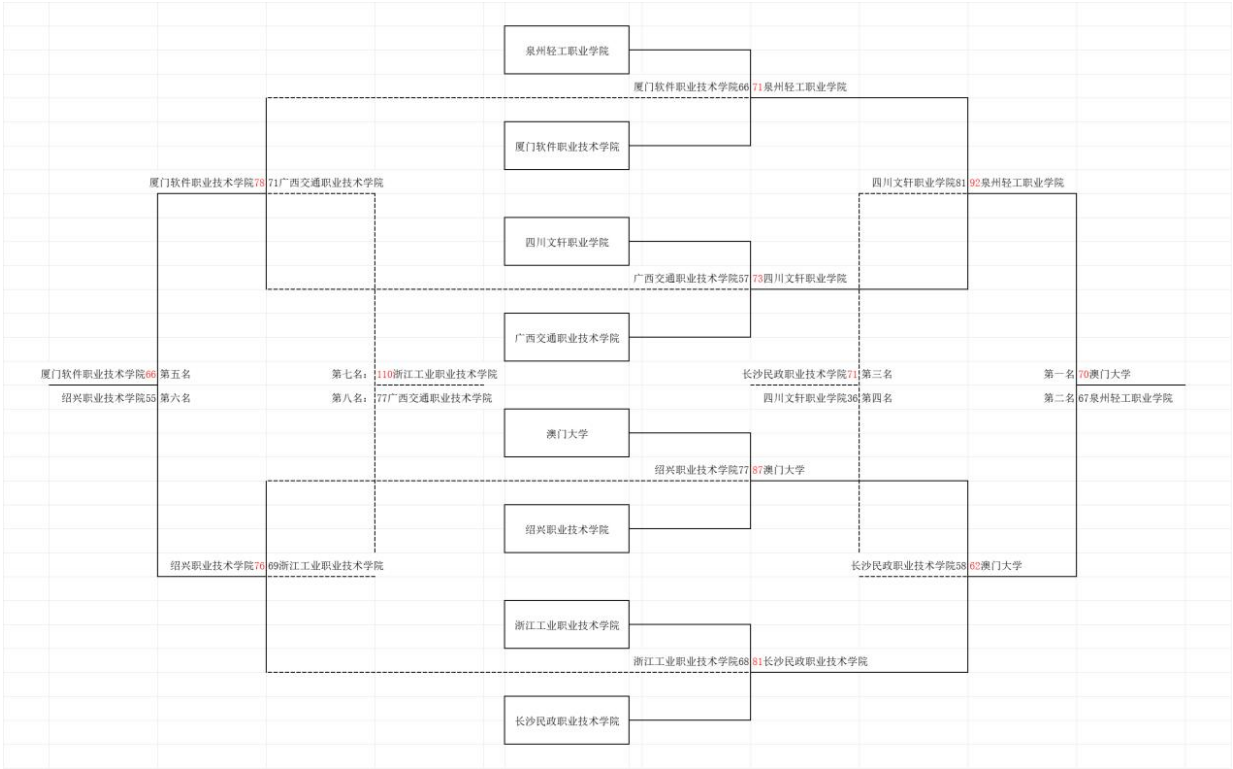 泉州轻工职业学院
厦门软件职业技术学院66 71泉州轻工职业学院
厦门软件职业技术学院
厦门软件职业技术学院78 71广西交通职业技术学院
四川文轩职业学院81 92泉州轻工职业学院
四川文轩职业学院
广西交通职业技术学院57 73四川文轩职业学院
广西交通职业技术学院
厦门软件职业技术学院66 第五名
第七名: 110浙江工业职业技术学院
长沙民政职业技术学院71 第三名
第一名 70澳门大学
绍兴职业技术学院55 第六名
第八名: 77广西交通职业技术学院
四川文轩职业学院36 第四名
第二名 67泉州轻工职业学院
澳门大学
绍兴职业技术学院77 87澳门大学
绍兴职业技术学院
绍兴职业技术学院76 69浙江工业职业技术学院
长沙民政职业技术学院58 62澳门大学
浙江工业职业技术学院
浙江工业职业技术学院68 81长沙民政职业技术学院
长沙民政职业技术学院